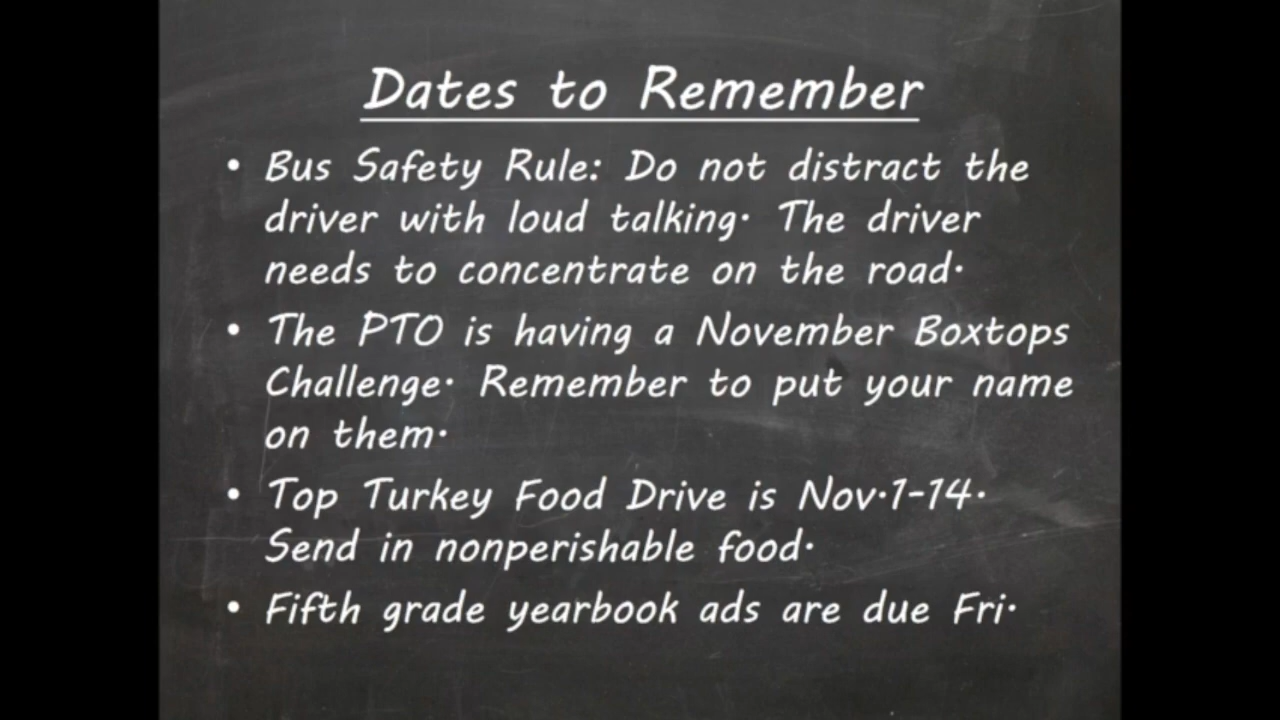 Dates to Remember
• Bus Safety Rule: Do not distract the
driver with loud talking. The driver
needs to concentrate on the road.
• The PTO is having a November Boxtops
Challenge. Remember to put your name
on them.
• Top Turkey Food Drive is Nov.1-14.
Send in nonperishable food.
• Fifth grade yearbook ads are due Fri.